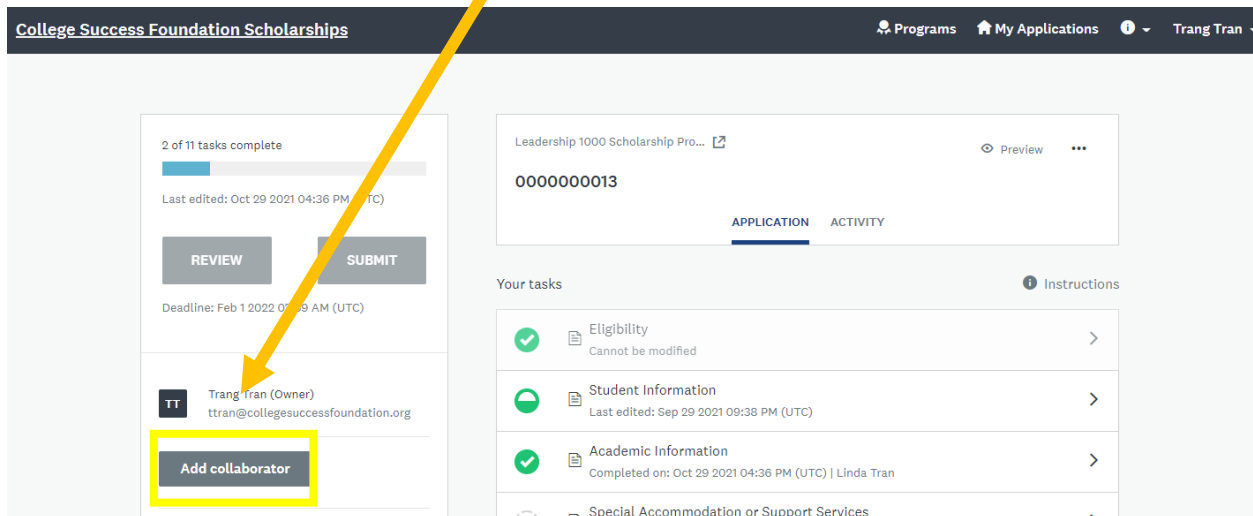 College Success Foundation Scholarships
Programs My Applications Trang Tran
2 of 11 tasks complete
Last edited: Oct 29 2021 04:36 PM TC)
REVIEW SUBMIT
Deadline: Feb 1 2022 AM (UTC)
TT
Trang Tran (Owner)
ttran@collegesuccessfoundation.org
Add collaborator
Leadership 1000 Scholarship Pro...
Preview
0000000013
APPLICATION ACTIVITY
Your tasks
Instructions
Eligibility
Cannot be modified
Student Information
Last edited: Sep 29 2021 09:38 PM (UTC)
Academic Information
Completed on: Oct 29 2021 04:36 PM (UTC) | Linda Tran
Special Accommodation or Support Services